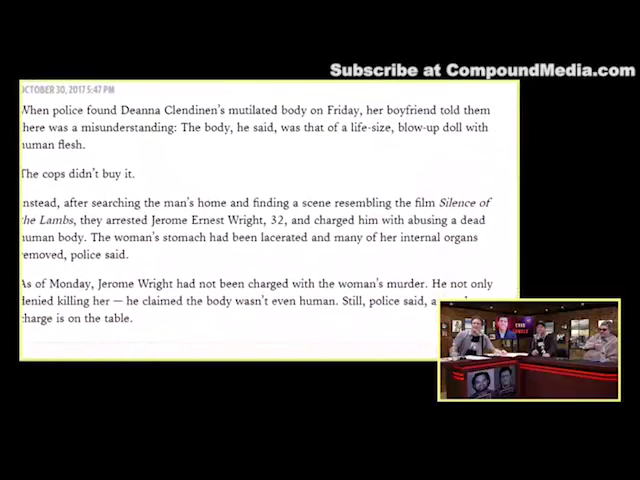 Subscribe at CompoundMedia.com
CTOBER 30, 2017 5:47 PM
When police found Deanna Clendinen's mutilated body on Friday, her boyfriend told them
here was a misunderstanding: The body, he said, was that of a life-size, blow-up doll with
uman flesh.
The cops didn't buy it.
nstead, after searching the man's home and finding a scene resembling the film Silence of
the Lambs, they arrested Jerome Ernest Wright, 32, and charged him with abusing a dead
uman body. The woman's stomach had been lacerated and many of her internal organs
emoved, police said.
As of Monday, Jerome Wright had not been charged with the woman's murder. He not only
denied killing her — he claimed the body wasn't even human. Still, police said, a
charge is on the table.